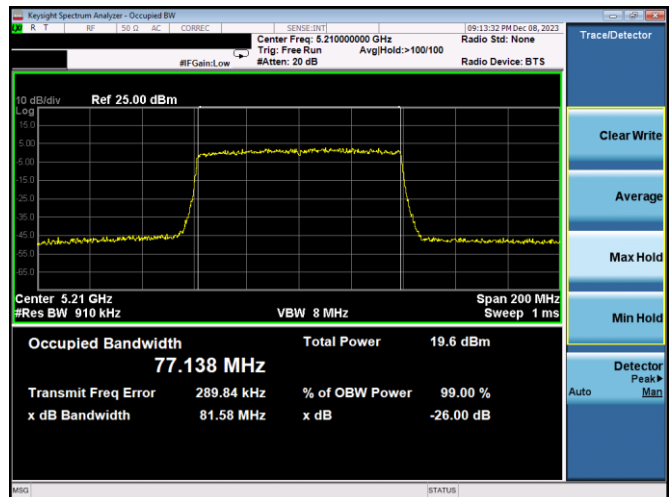 Keysight Spectrum Analyzer - Occupied BW
R T RF 50 Ω AC CORREC SENSE:INT 09:13:32 PM Dec 08, 2023
Center Freq: 5.210000000 GHz Radio Std: None
Trig: Free Run Avg|Hold:>100/100
#IFGain:Low #Atten: 20 dB Radio Device: BTS
Trace/Detector
10 dB/div Ref 25.00 dBm
Log
15.0
5.00
-5.00
-15.0
-25.0
-35.0
-45.0
-55.0
-65.0
Center 5.21 GHz Span 200 MHz
#Res BW 910 kHz VBW 8 MHz Sweep 1 ms
Occupied Bandwidth Total Power 19.6 dBm
77.138 MHz
Transmit Freq Error 289.84 kHz % of OBW Power 99.00 %
x dB Bandwidth 81.58 MHz x dB -26.00 dB
Clear Write
Average
Max Hold
Min Hold
Detector
Peak▶
Auto Man
MSG STATUS